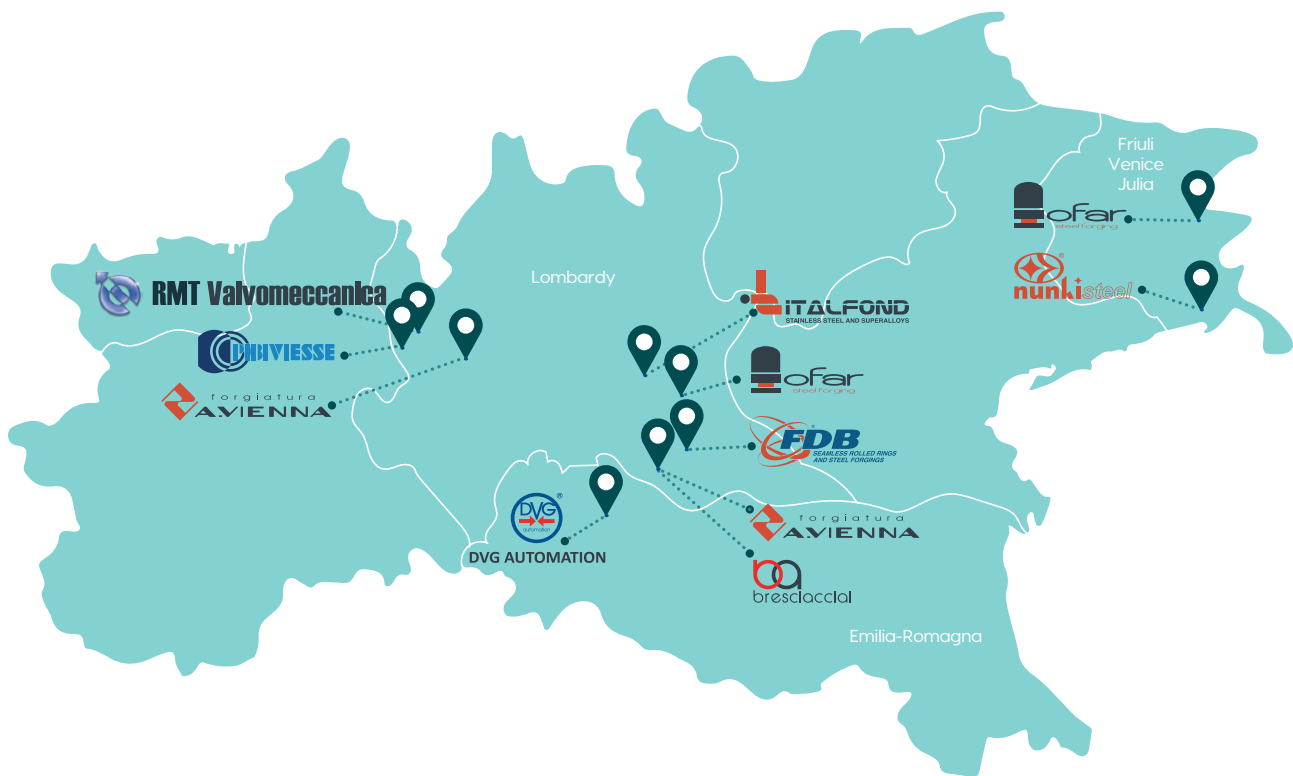 Friuli
Venice
Julia
ofar
steel forging
Lombardy
RMT Valvomeccanica
ITALFOND
STAINLESS STEEL AND SUPERALLOYS
nunkisteel
®
PIBIVIESSE
ofar
steel forging
forgiatura
A.VIENNA
FDB
SEAMLESS ROLLED RINGS
AND STEEL FORGINGS
DVG
®
automation
DVG AUTOMATION
forgiatura
A.VIENNA
ba
bresciacciai
Emilia-Romagna